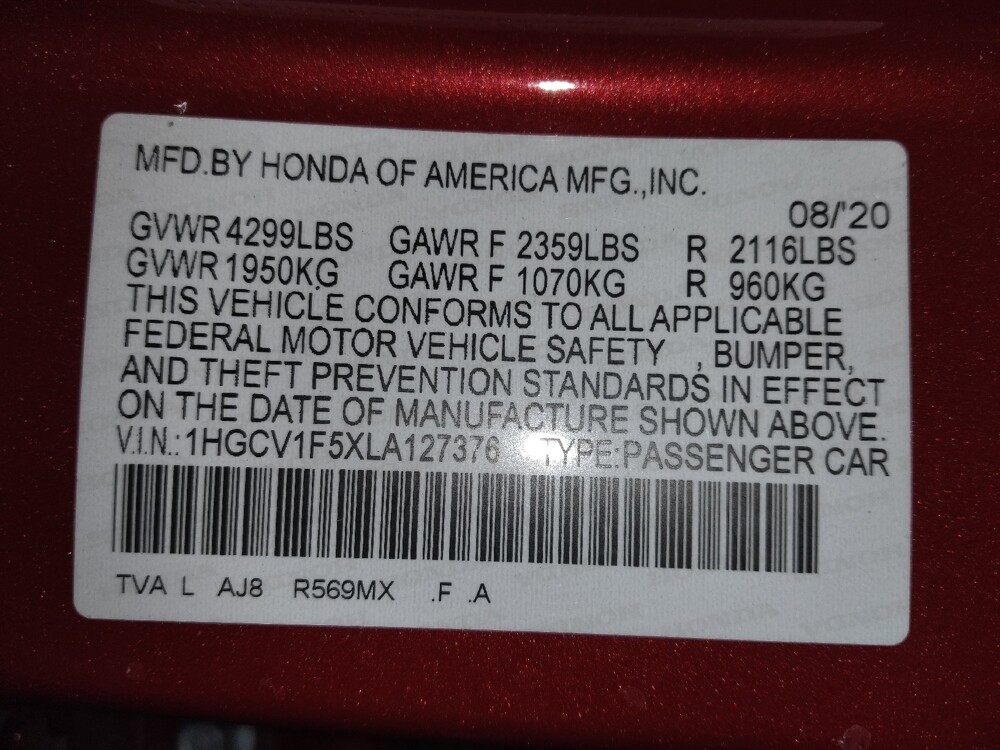 MFD.BY HONDA OF AMERICA MFG.,INC.
08/'20
GVWR 4299LBS GAWR F 2359LBS R 2116LBS
GVWR 1950KG GAWR F 1070KG R 960KG
THIS VEHICLE CONFORMS TO ALL APPLICABLE
FEDERAL MOTOR VEHICLE SAFETY , BUMPER,
AND THEFT PREVENTION STANDARDS IN EFFECT
ON THE DATE OF MANUFACTURE SHOWN ABOVE.
V.I.N.: 1HGCV1F5XLA127376 TYPE:PASSENGER CAR
TVA L AJ8 R569MX .F .A